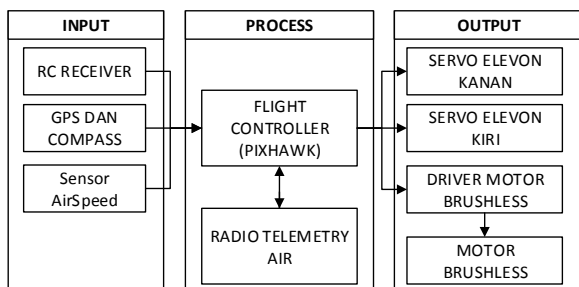 INPUT
RC RECEIVER
GPS DAN
COMPASS
Sensor
AirSpeed
PROCESS
FLIGHT
CONTROLLER
(PIXHAWK)
RADIO TELEMETRY
AIR
OUTPUT
SERVO ELEVON
KANAN
SERVO ELEVON
KIRI
DRIVER MOTOR
BRUSHLESS
MOTOR
BRUSHLESS